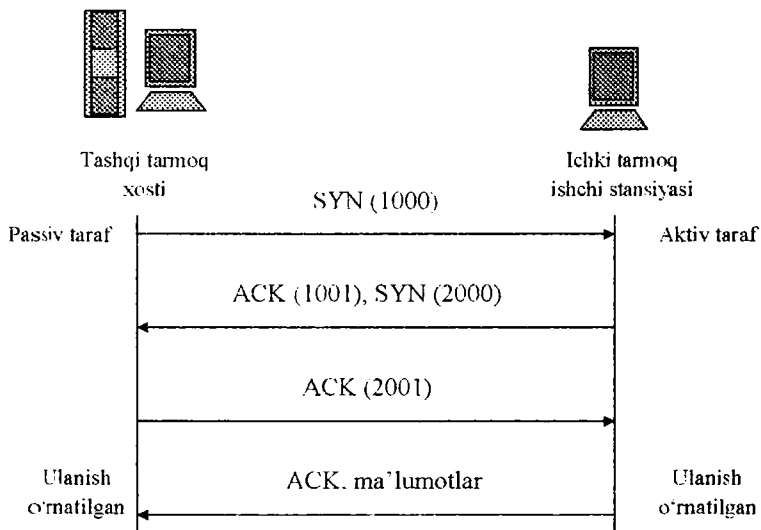 Tashqi tarmoq
xosti
Ichki tarmoq
ishchi stansiyasi
SYN (1000)
Passiv taraf
Aktiv taraf
ACK (1001), SYN (2000)
ACK (2001)
Ulanish
o‘rnatilgan
ACK. ma’lumotlar
Ulanish
o‘rnatilgan